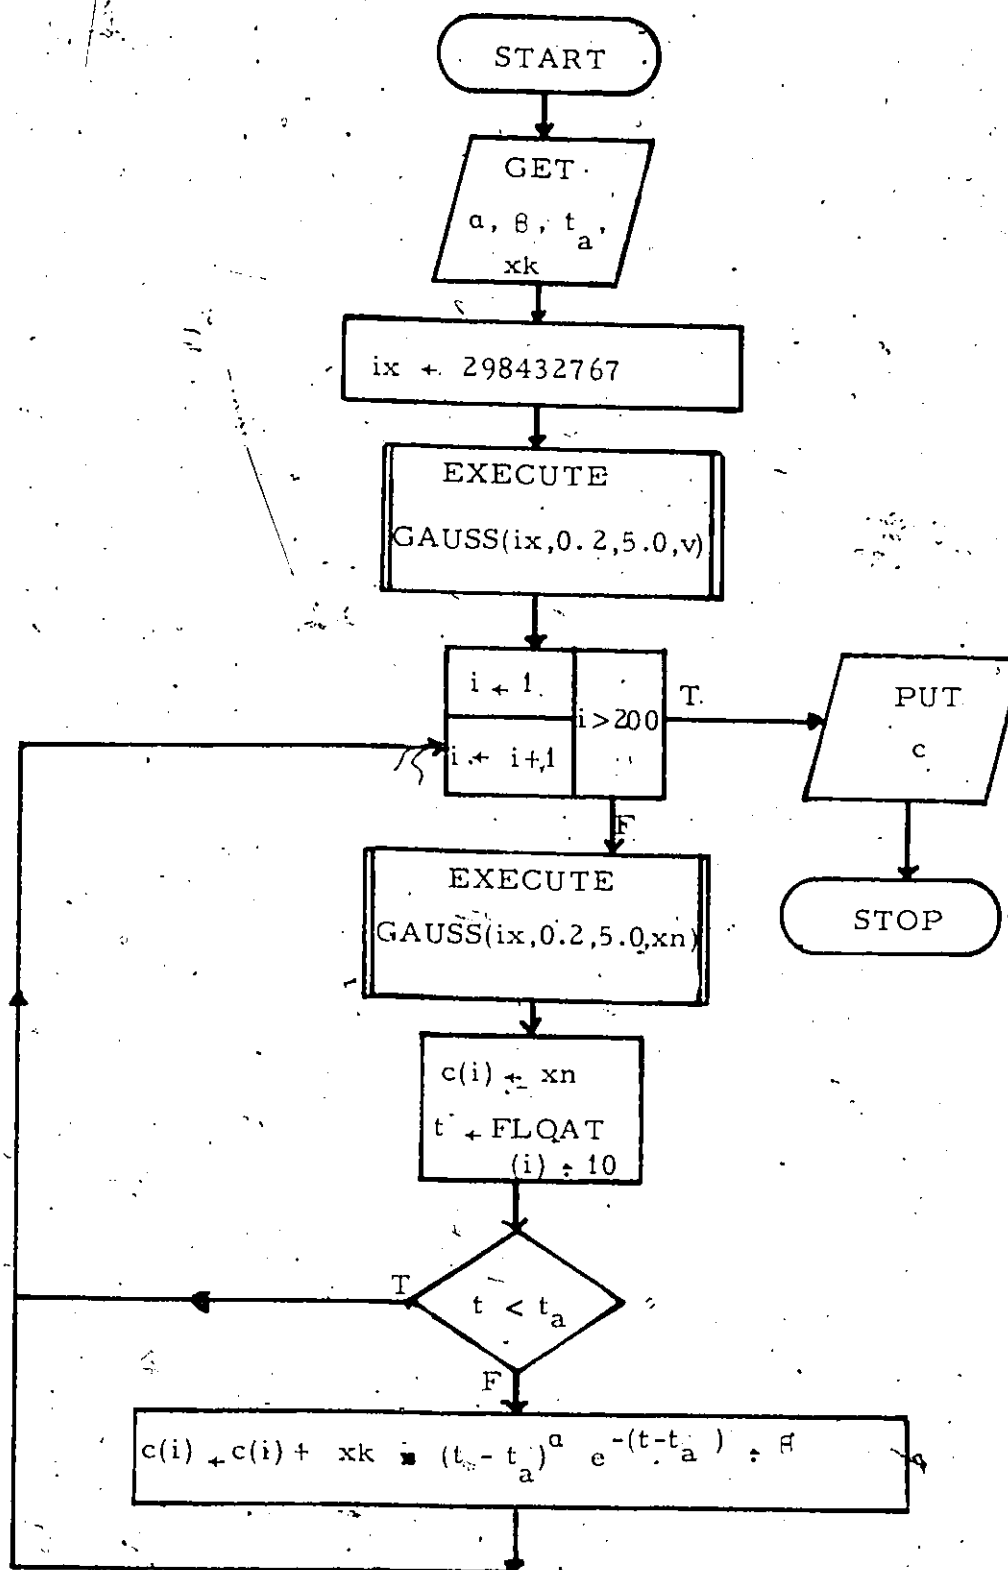 START
GET
α, β, t_a,
xk
ix ← 298432767
EXECUTE
GAUSS(ix,0.2,5.0,v)
i ← 1
i > 200
T
i ← i+1
PUT
c
F
EXECUTE
GAUSS(ix,0.2,5.0,xn)
STOP
c(i) ← xn
t ← FLOAT
(i) ÷ 10
T
t < t_a
F
c(i) ← c(i) + xk * (t - t_a)^α e^-(t-t_a) ÷ β